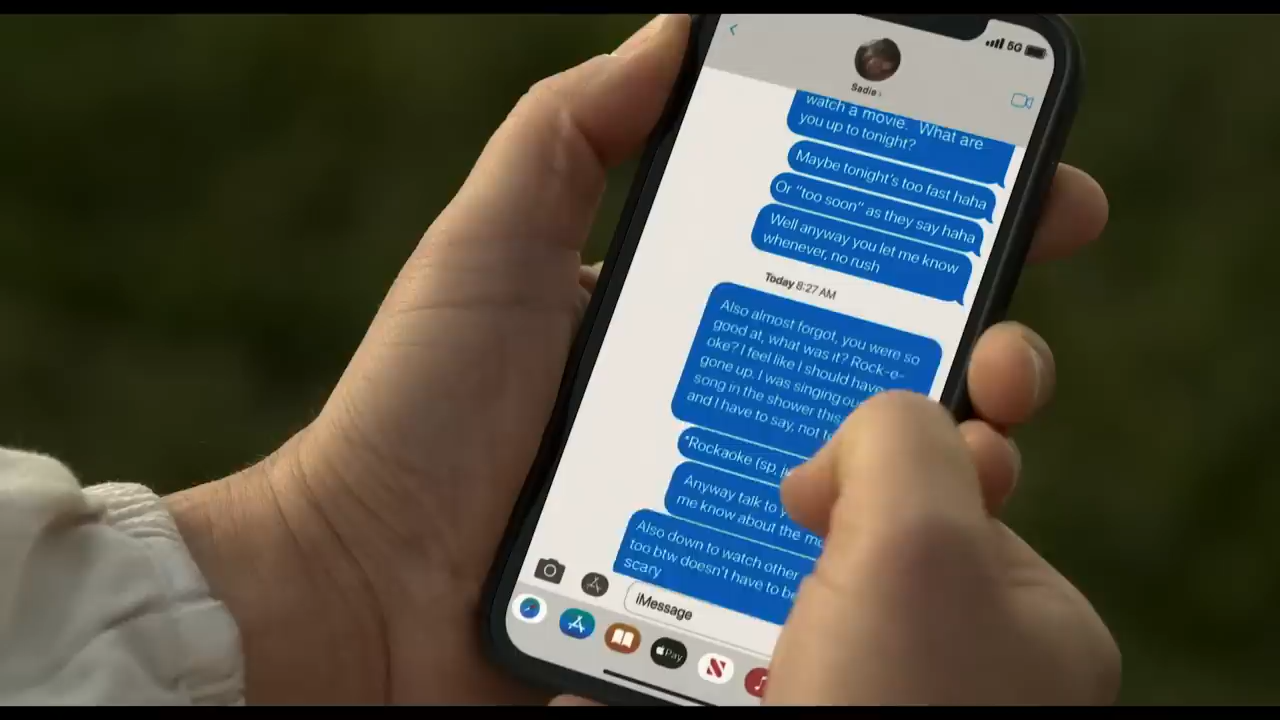 5G
Sadie
watch a movie. What are
you up to tonight?
Maybe tonight's too fast haha
Or "too soon" as they say haha
Well anyway you let me know
whenever, no rush
Today 8:27 AM
Also almost forgot, you were so
good at, what was it? Rock-e-
oke? I feel like I should have
gone up. I was singing
song in the shower this
and I have to say, not
*Rockaoke (sp,
Anyway talk to
me know about the
Also down to watch other
too btw doesn't have to be
scary
iMessage
Pay